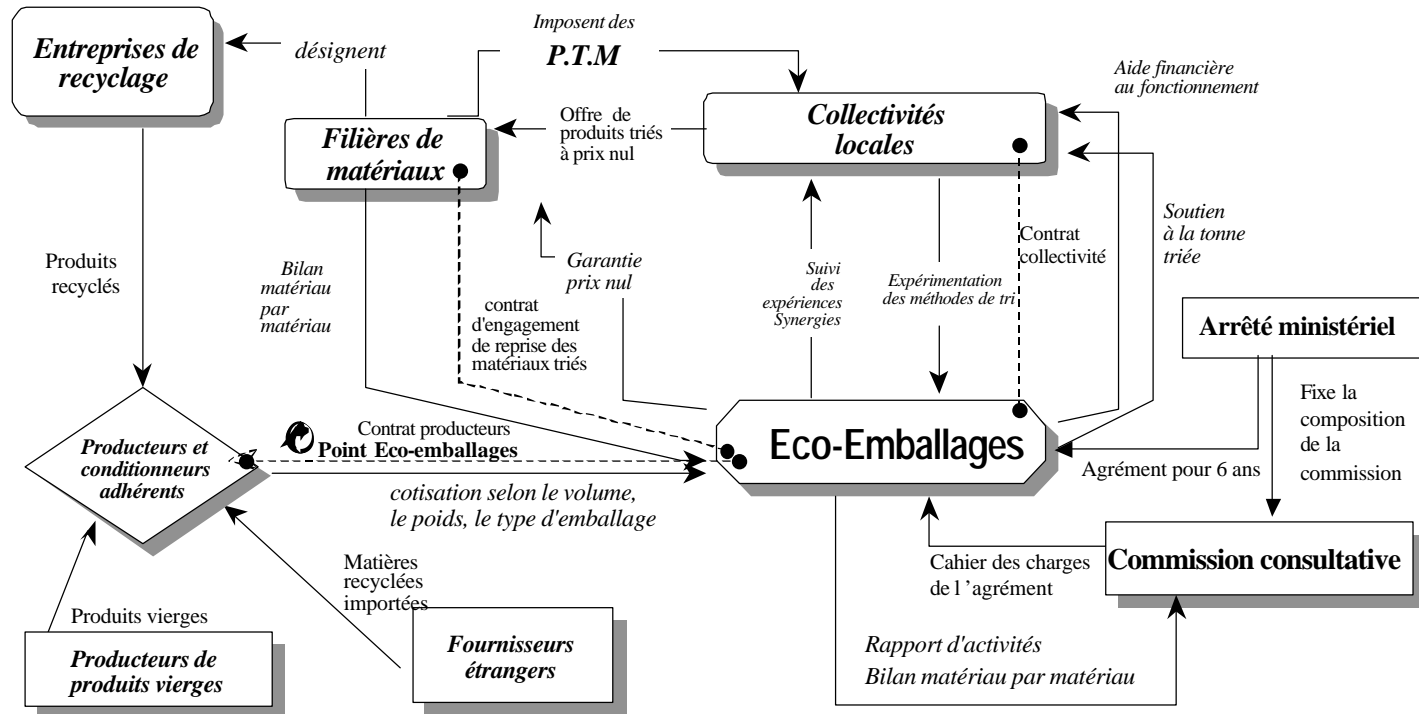 Entreprises de
recyclage
désignent
Imposent des
P.T.M
Aide financière
au fonctionnement
Filières de
matériaux
Offre de
produits triés
à prix nul
Collectivités
locales
Produits
recyclés
Bilan
matériau
par
matériau
Garantie
prix nul
contrat
d'engagement
de reprise des
matériaux triés
Suivi
des
expériences
Synergies
Expérimentation
des méthodes de tri
Contrat
collectivité
Soutien
à la tonne
triée
Arrêté ministériel
Fixe la
composition
de la
commission
Producteurs et
conditionneurs
adhérents
Contrat producteurs
Point Eco-emballages
Eco-Emballages
Agrément pour 6 ans
cotisation selon le volume,
le poids, le type d'emballage
Cahier des charges
de l 'agrément
Commission consultative
Matières
recyclées
importées
Produits vierges
Producteurs de
produits vierges
Fournisseurs
étrangers
Rapport d'activités
Bilan matériau par matériau